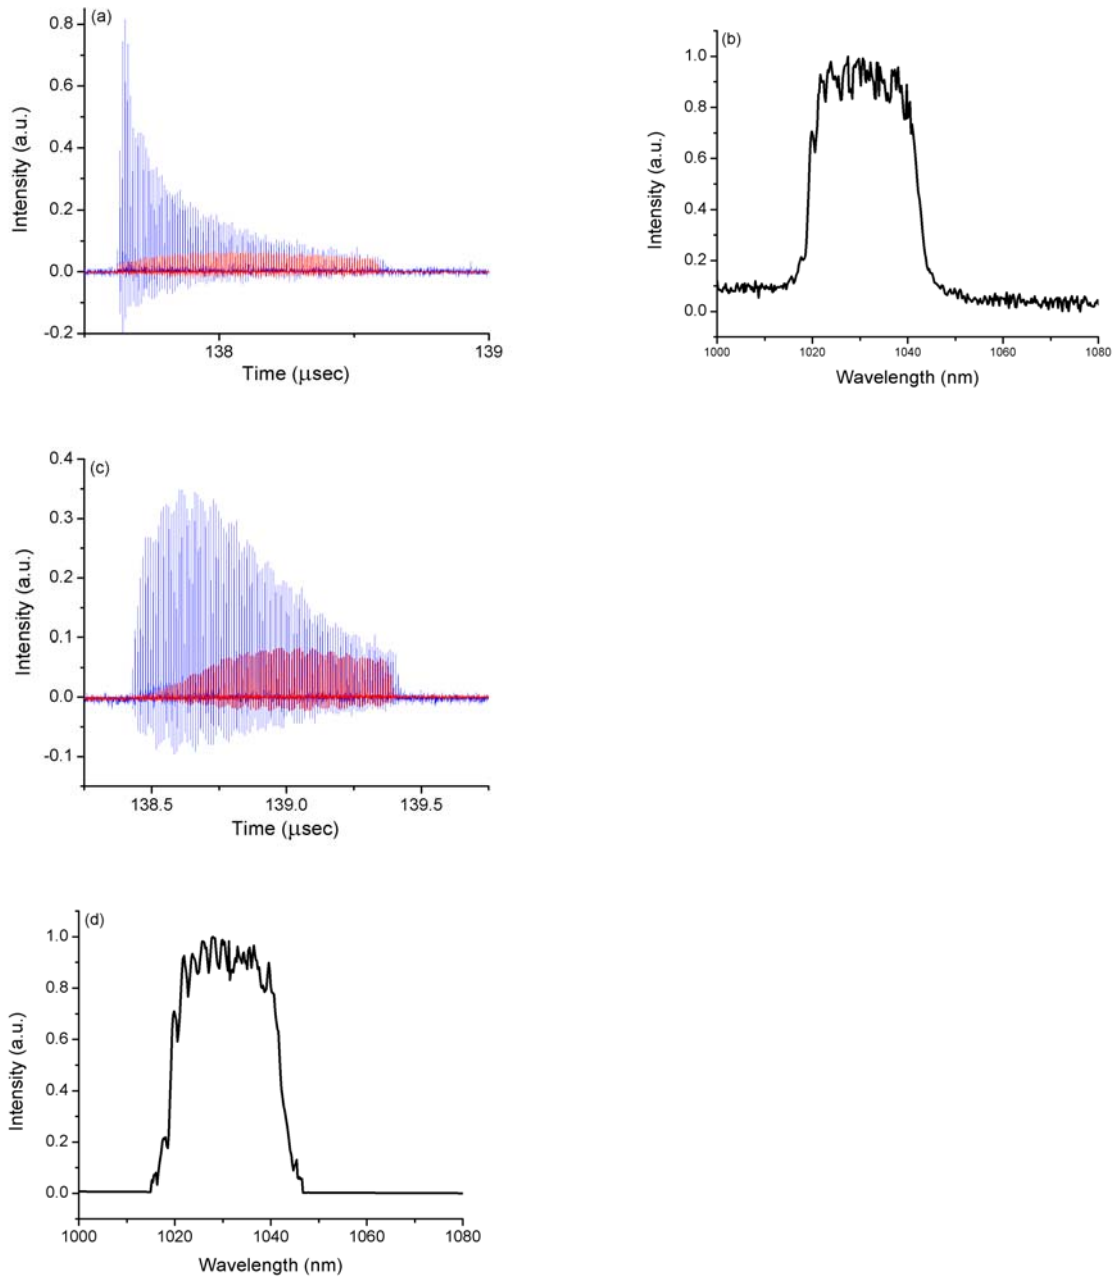 (a)
0.8
0.6
0.4
0.2
0.0
-0.2
138
139
Intensity (a.u.)
Time (μsec)
(b)
1.0
0.8
0.6
0.4
0.2
0.0
1000 1020 1040 1060 1080
Intensity (a.u.)
Wavelength (nm)
(c)
0.4
0.3
0.2
0.1
0.0
-0.1
138.5 139.0 139.5
Intensity (a.u.)
Time (μsec)
(d)
1.0
0.8
0.6
0.4
0.2
0.0
1000 1020 1040 1060 1080
Intensity (a.u.)
Wavelength (nm)